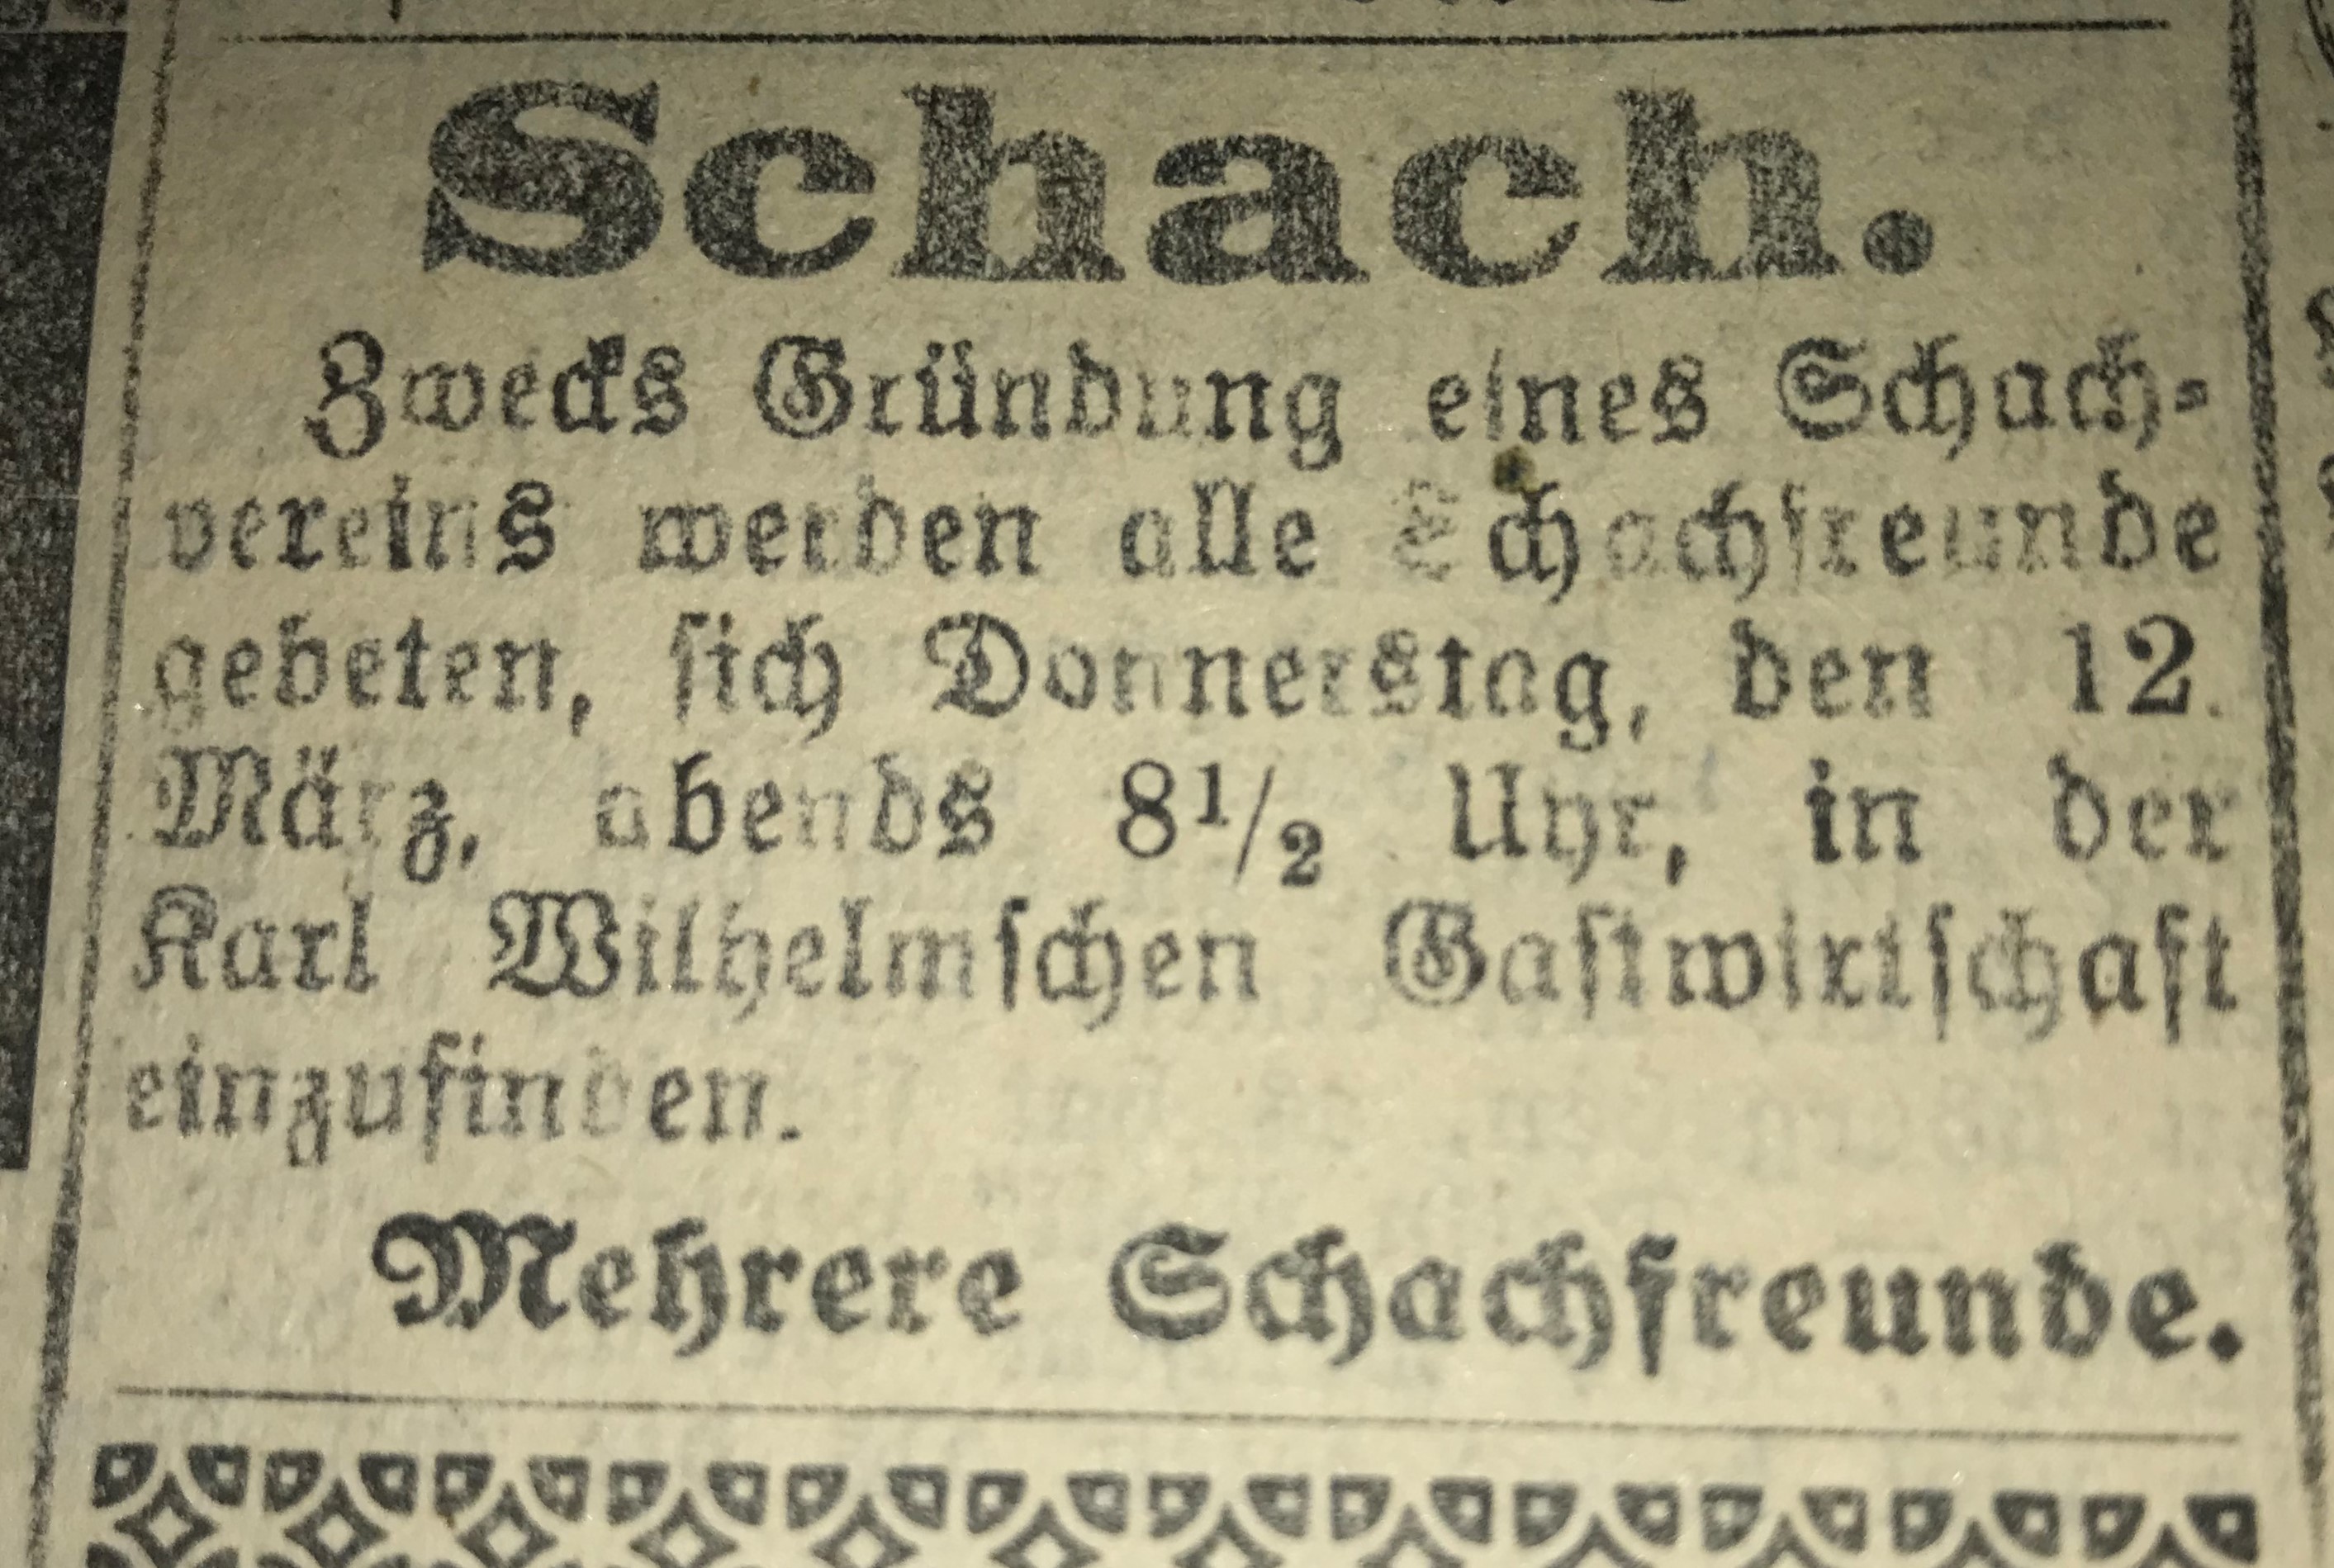 Schach.
Zwecks Gründung eines Schach-
vereins werden alle Schachfreunde
gebeten, sich Donnerstag, den 12.
März, abends 8½ Uhr, in der
Karl Wilhelmschen Gastwirtschaft
einzufinden.
Mehrere Schachfreunde.